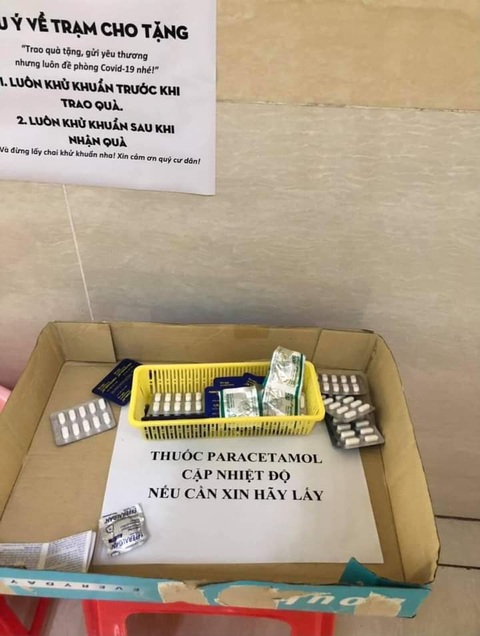 U Ý VỀ TRẠM CHO TẶNG
"Trao quà tặng, gửi yêu thương
nhưng luôn đề phòng Covid-19 nhé!"
1. LUÔN KHỬ KHUẨN TRƯỚC KHI
TRAO QUÀ.
2. LUÔN KHỬ KHUẨN SAU KHI
NHẬN QUÀ
Và đừng lấy chai khử khuẩn nha! Xin cảm ơn quý cư dân!
THUỐC PARACETAMOL
CẶP NHIỆT ĐỘ
NẾU CẦN XIN HÃY LẤY
EFFERALGAN
EVERYDAY